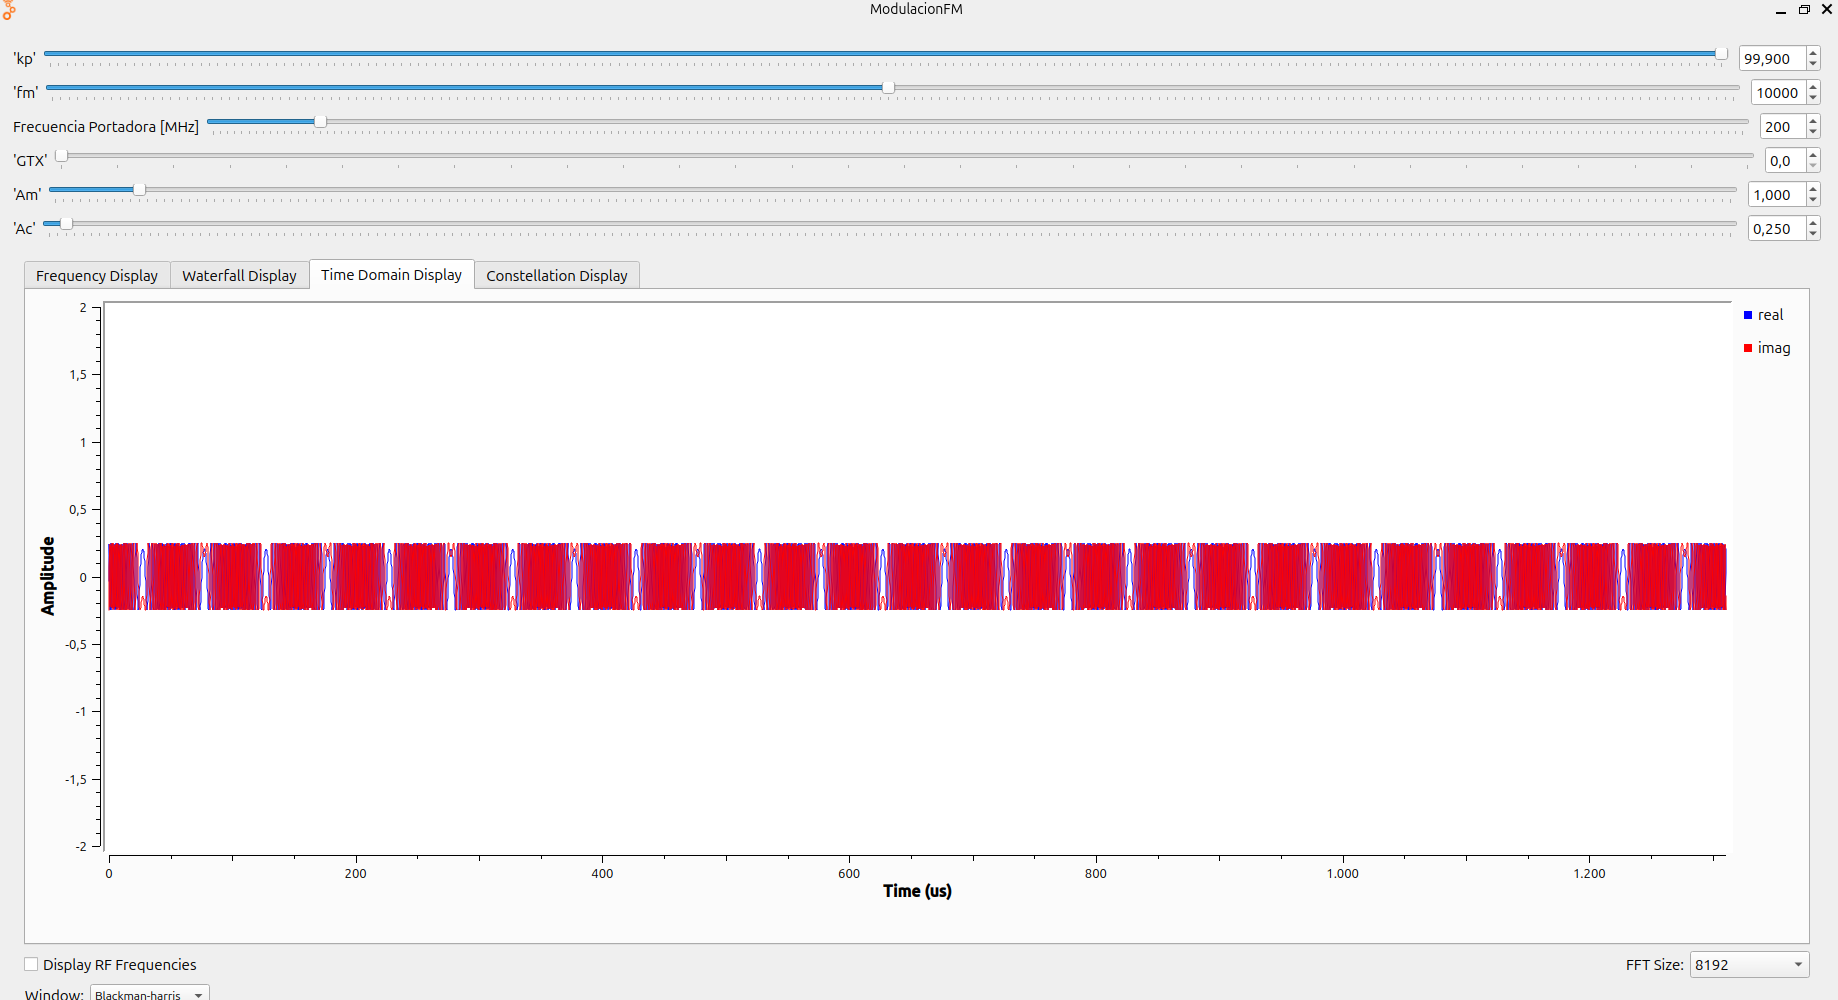 ModulacionFM
'kp' 99,900
'fm' 10000
Frecuencia Portadora [MHz] 200
'GTX' 0,0
'Am' 1,000
'Ac' 0,250
Frequency Display Waterfall Display Time Domain Display Constellation Display
2
1,5
1
0,5
0
-0,5
-1
-1,5
-2
Amplitude
real
imag
0 200 400 600 800 1.000 1.200
Time (us)
Display RF Frequencies FFT Size: 8192
Window: Blackman-harris